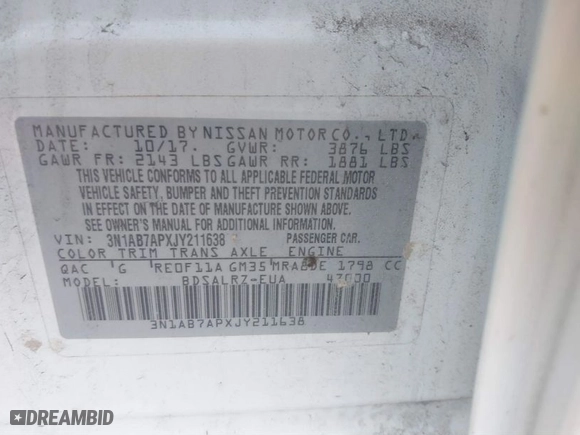 MANUFACTURED BY NISSAN MOTOR CO., LTD.
DATE: 10/17. GVWR: 3876 LBS
GAWR FR: 2143 LBS GAWR RR: 1881 LBS
THIS VEHICLE CONFORMS TO ALL APPLICABLE FEDERAL MOTOR
VEHICLE SAFETY, BUMPER AND THEFT PREVENTION STANDARDS
IN EFFECT ON THE DATE OF MANUFACTURE SHOWN ABOVE.
SEE OWNER'S MANUAL FOR ADDITIONAL INFORMATION.
VIN: 3N1AB7APXJY211638 PASSENGER CAR.
COLOR TRIM TRANS AXLE ENGINE
QAC G RE0F11A GM35 MRA8DE 1798 CC
MODEL: BDSALRZ-EUA 47000
3N1AB7APXJY211638
DREAMBID